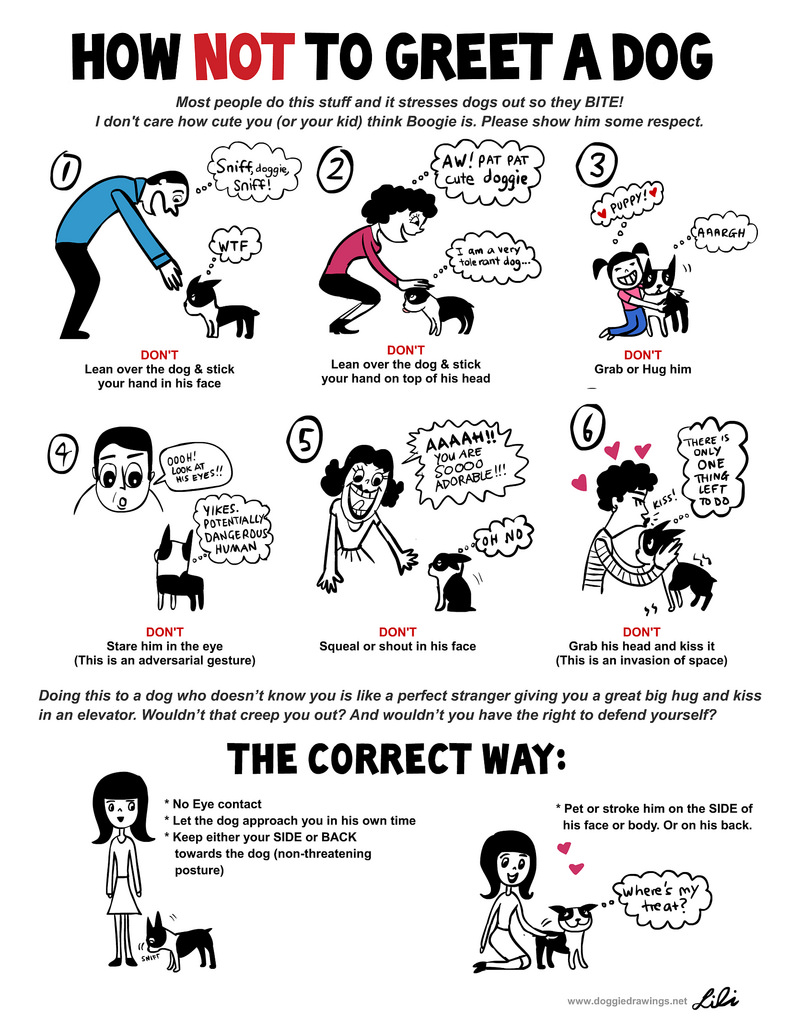 HOW NOT TO GREET A DOG
Most people do this stuff and it stresses dogs out so they BITE!
I don't care how cute you (or your kid) think Boogie is. Please show him some respect.
1
Sniff, doggie,
Sniff!
WTF
DON'T
Lean over the dog & stick
your hand in his face
2
AW! PAT PAT
cute doggie
I am a very
tolerant dog...
DON'T
Lean over the dog & stick
your hand on top of his head
3
PUPPY!
AAARGH
DON'T
Grab or Hug him
4
OOOH!
LOOK AT
HIS EYES!!
YIKES.
POTENTIALLY
DANGEROUS
HUMAN
DON'T
Stare him in the eye
(This is an adversarial gesture)
5
AAAAH!!
YOU ARE
SOOOO
ADORABLE!!!
OH NO
DON'T
Squeal or shout in his face
6
THERE IS
ONLY
ONE
THING
LEFT
TO DO
KISS!
DON'T
Grab his head and kiss it
(This is an invasion of space)
Doing this to a dog who doesn't know you is like a perfect stranger giving you a great big hug and kiss
in an elevator. Wouldn't that creep you out? And wouldn't you have the right to defend yourself?
THE CORRECT WAY:
* No Eye contact
* Let the dog approach you in his own time
* Keep either your SIDE or BACK
towards the dog (non-threatening
posture)
SNIFF
* Pet or stroke him on the SIDE of
his face or body. Or on his back.
where's my
treat?
www.doggiedrawings.net
Lili